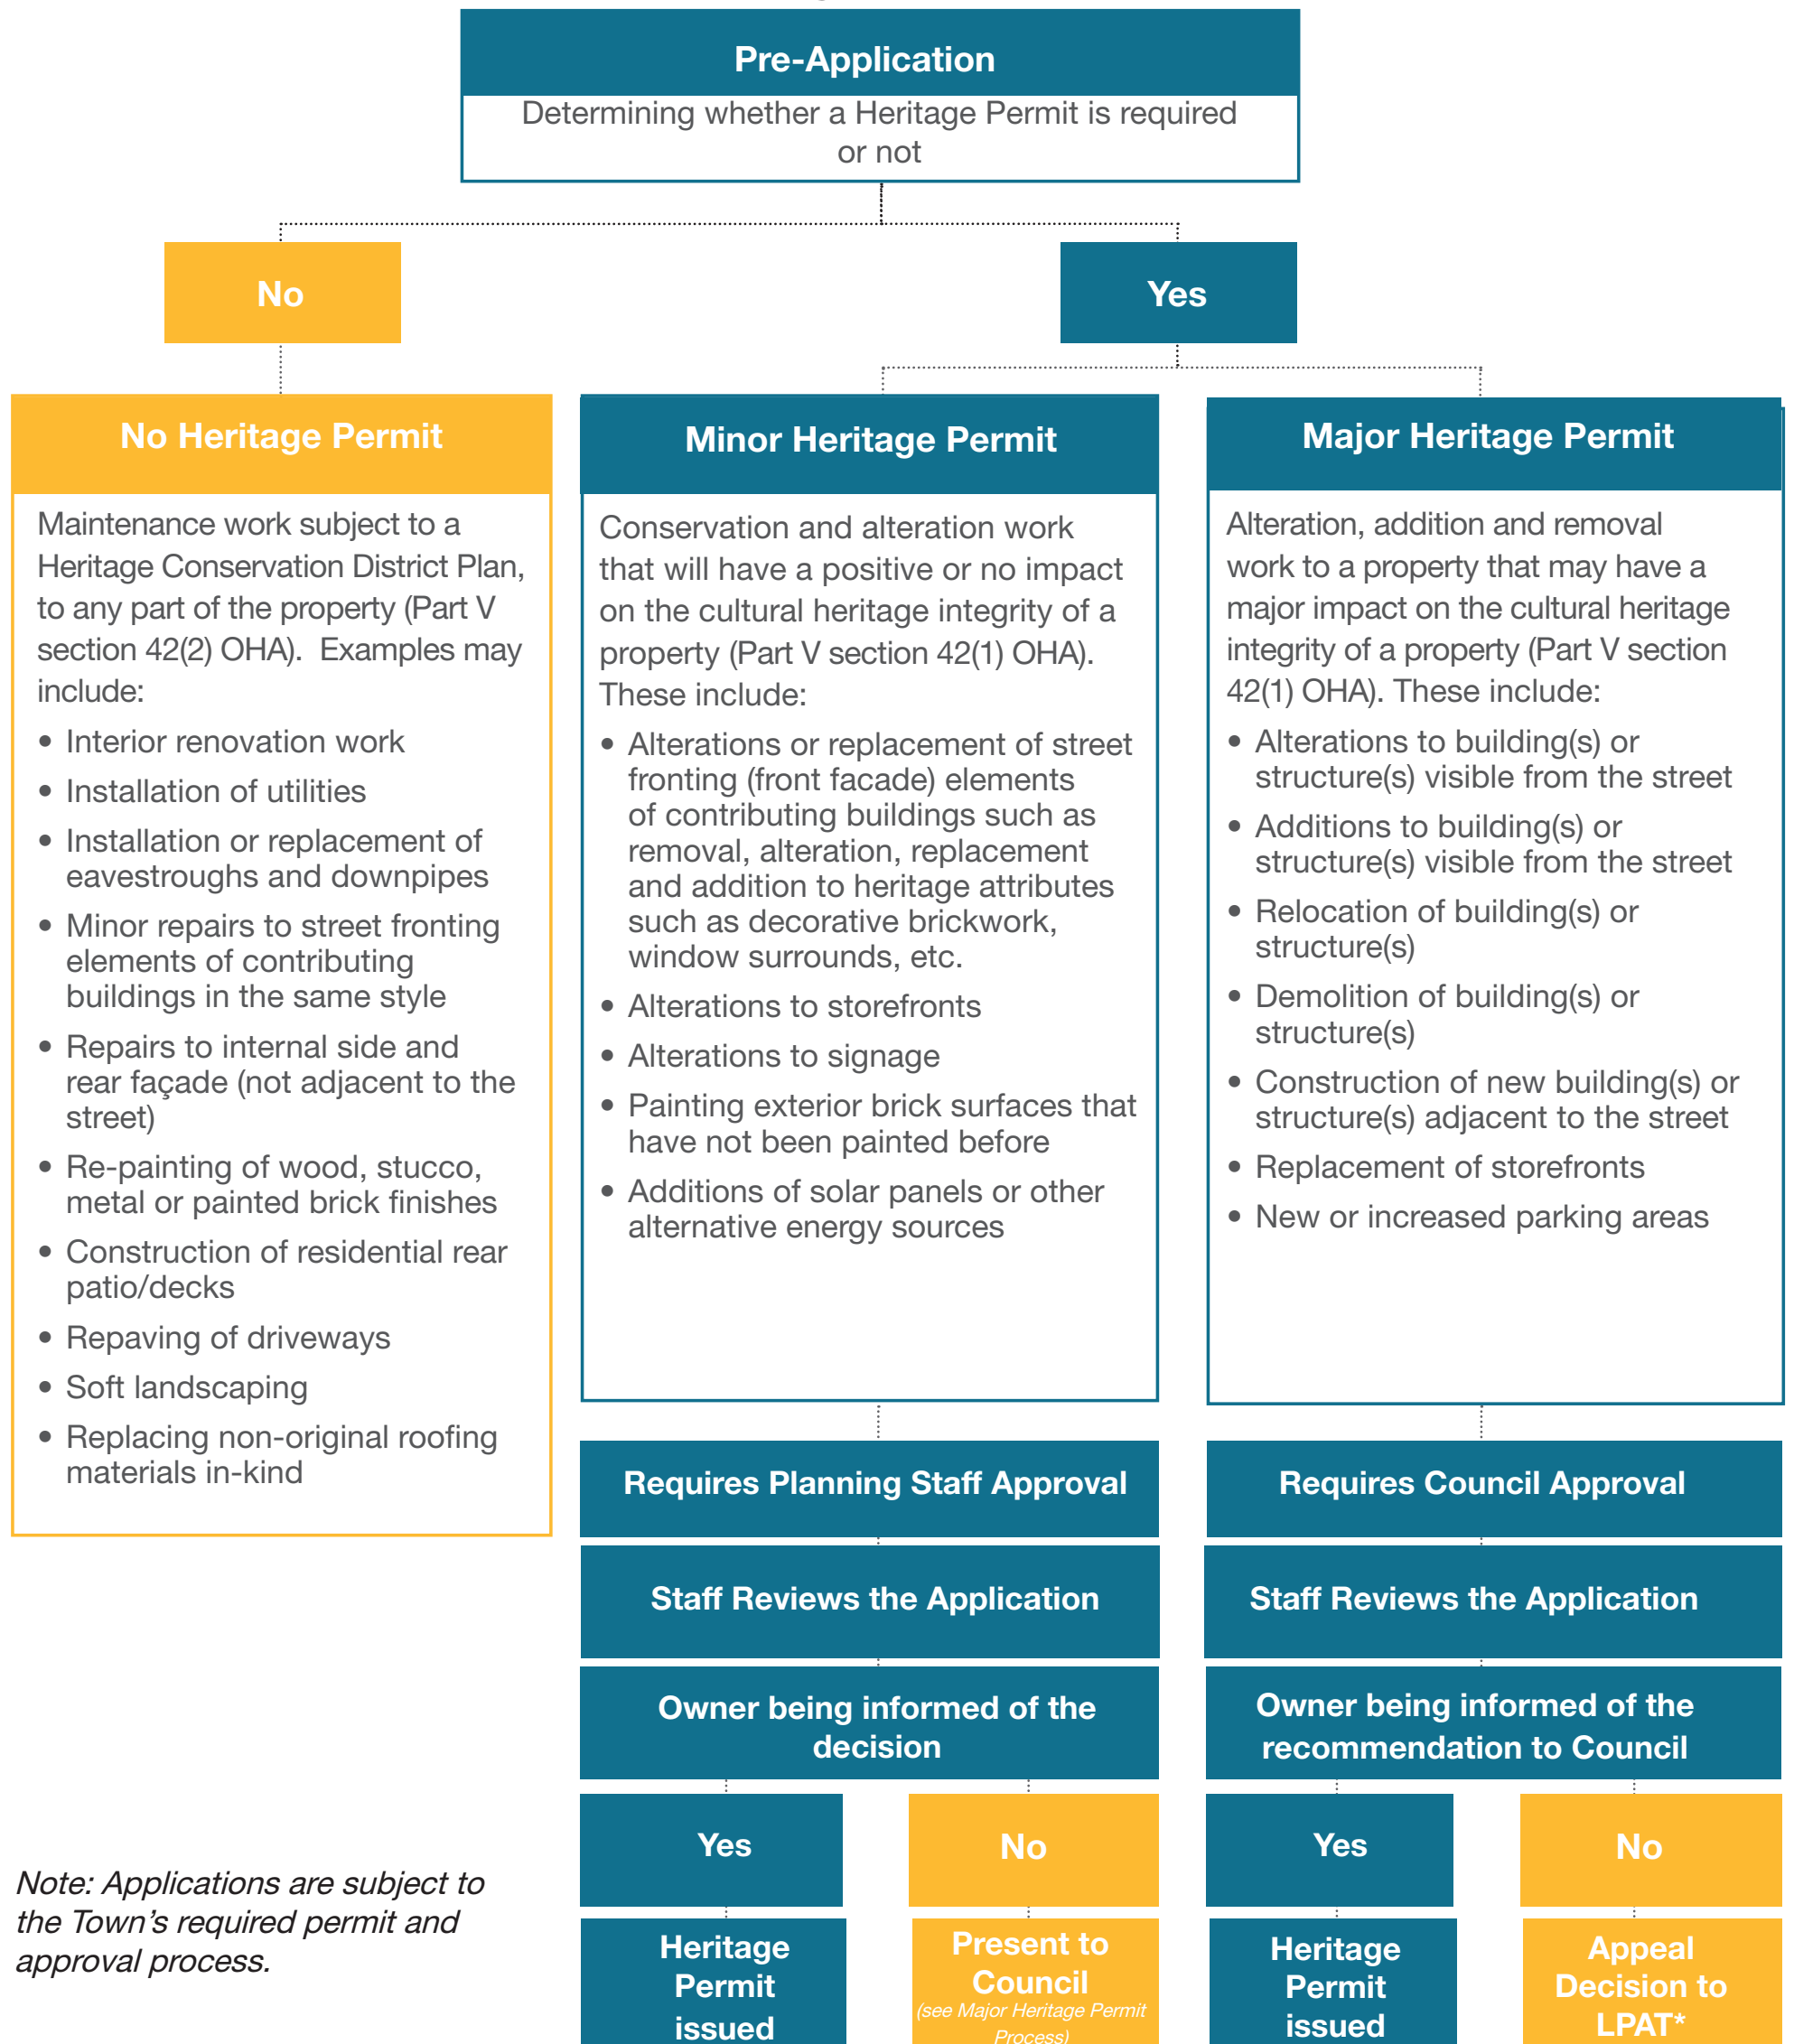 Pre-Application
Determining whether a Heritage Permit is required
or not
No
Yes
No Heritage Permit
Maintenance work subject to a
Heritage Conservation District Plan,
to any part of the property (Part V
section 42(2) OHA).  Examples may
include:
• Interior renovation work
• Installation of utilities
• Installation or replacement of
eavestroughs and downpipes
• Minor repairs to street fronting
elements of contributing
buildings in the same style
• Repairs to internal side and
rear façade (not adjacent to the
street)
• Re-painting of wood, stucco,
metal or painted brick finishes
• Construction of residential rear
patio/decks
• Repaving of driveways
• Soft landscaping
• Replacing non-original roofing
materials in-kind
Minor Heritage Permit
Conservation and alteration work
that will have a positive or no impact
on the cultural heritage integrity of a
property (Part V section 42(1) OHA).
These include:
• Alterations or replacement of street
fronting (front facade) elements
of contributing buildings such as
removal, alteration, replacement
and addition to heritage attributes
such as decorative brickwork,
window surrounds, etc.
• Alterations to storefronts
• Alterations to signage
• Painting exterior brick surfaces that
have not been painted before
• Additions of solar panels or other
alternative energy sources
Major Heritage Permit
Alteration, addition and removal
work to a property that may have a
major impact on the cultural heritage
integrity of a property (Part V section
42(1) OHA). These include:
• Alterations to building(s) or
structure(s) visible from the street
• Additions to building(s) or
structure(s) visible from the street
• Relocation of building(s) or
structure(s)
• Demolition of building(s) or
structure(s)
• Construction of new building(s) or
structure(s) adjacent to the street
• Replacement of storefronts
• New or increased parking areas
Requires Planning Staff Approval
Staff Reviews the Application
Owner being informed of the
decision
Yes
No
Heritage
Permit
issued
Present to
Council
(see Major Heritage Permit
Process)
Requires Council Approval
Staff Reviews the Application
Owner being informed of the
recommendation to Council
Yes
No
Heritage
Permit
issued
Appeal
Decision to
LPAT*
Note: Applications are subject to
the Town's required permit and
approval process.